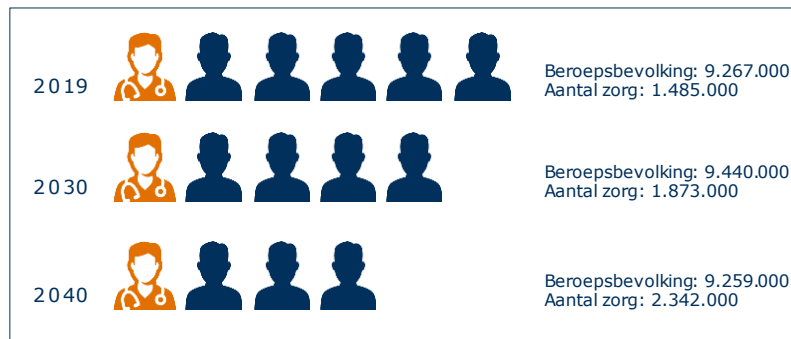 2019
Beroepsbevolking: 9.267.000
Aantal zorg: 1.485.000
2030
Beroepsbevolking: 9.440.000
Aantal zorg: 1.873.000
2040
Beroepsbevolking: 9.259.000
Aantal zorg: 2.342.000